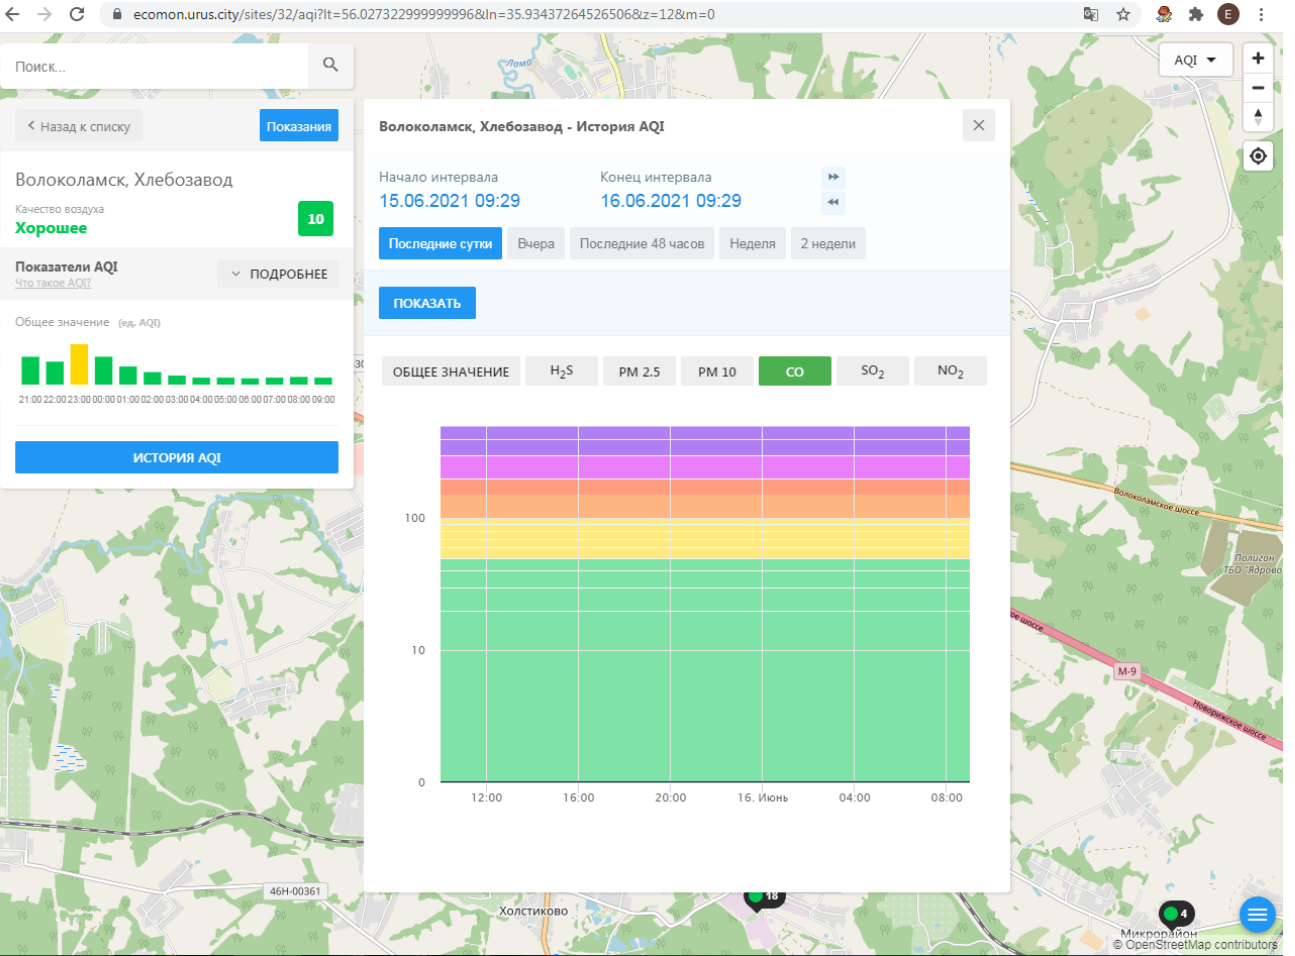 ecomon.urus.city/sites/32/aqi?lt=56.027322999999996&ln=35.93437264526506&z=12&m=0
E
Поиск...
AQI
Лама
Назад к списку
Показания
Волоколамск, Хлебозавод
Качество воздуха
Хорошее
10
Показатели AQI
Что такое AQI?
ПОДРОБНЕЕ
Общее значение (ед. AQI)
21:00 22:00 23:00 00:00 01:00 02:00 03:00 04:00 05:00 06:00 07:00 08:00 09:00
ИСТОРИЯ AQI
Волоколамск, Хлебозавод - История AQI
Начало интервала
15.06.2021 09:29
Конец интервала
16.06.2021 09:29
Последние сутки
Вчера
Последние 48 часов
Неделя
2 недели
ПОКАЗАТЬ
ОБЩЕЕ ЗНАЧЕНИЕ
H2S
PM 2.5
PM 10
CO
SO2
NO2
100
10
0
12:00 16:00 20:00 16. Июнь 04:00 08:00
Волоколамское шоссе
Полигон
ТБО "Ядрово
М-9
Новорижское шоссе
46Н-00361
Холстиково
18
4
Микрорайон
© OpenStreetMap contributors